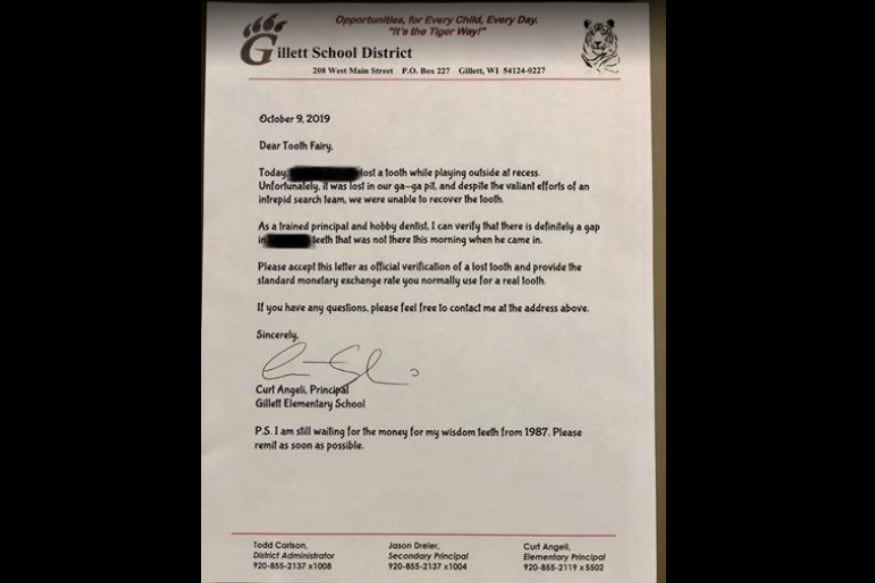 Opportunities, for Every Child, Every Day.
"It's the Tiger Way!"
Gillett School District
208 West Main Street P.O. Box 227 Gillett, WI 54124-0227
October 9, 2019
Dear Tooth Fairy,
Today, lost a tooth while playing outside at recess.
Unfortunately, it was lost in our ga-ga pit, and despite the valiant efforts of an
intrepid search team, we were unable to recover the tooth.
As a trained principal and hobby dentist, I can verify that there is definitely a gap
in teeth that was not there this morning when he came in.
Please accept this letter as official verification of a lost tooth and provide the
standard monetary exchange rate you normally use for a real tooth.
If you have any questions, please feel free to contact me at the address above.
Sincerely,
Curt Angeli, Principal
Gillett Elementary School
P.S. I am still waiting for the money for my wisdom teeth from 1987. Please
remit as soon as possible.
Todd Carlson, Jason Dreier, Curt Angeli,
District Administrator Secondary Principal Elementary Principal
920-855-2137 x1008 920-855-2137 x1004 920-855-2119 x5502